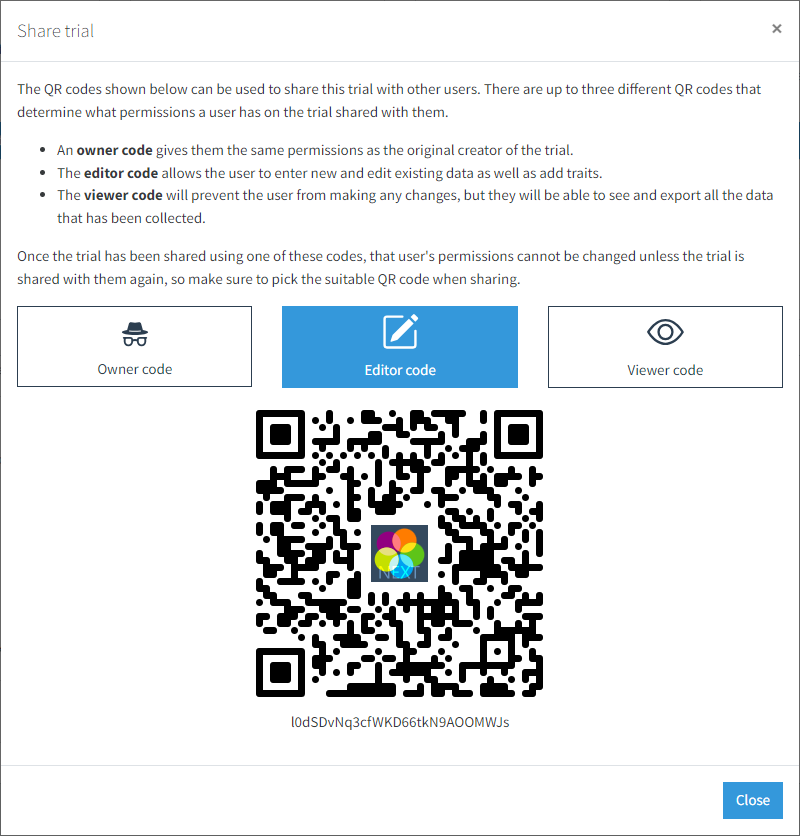 Share trial
×
The QR codes shown below can be used to share this trial with other users. There are up to three different QR codes that
determine what permissions a user has on the trial shared with them.
• An owner code gives them the same permissions as the original creator of the trial.
• The editor code allows the user to enter new and edit existing data as well as add traits.
• The viewer code will prevent the user from making any changes, but they will be able to see and export all the data
that has been collected.
Once the trial has been shared using one of these codes, that user's permissions cannot be changed unless the trial is
shared with them again, so make sure to pick the suitable QR code when sharing.
Owner code
Editor code
Viewer code
NEXT
l0dSDvNq3cfWKD66tkN9AOOMWJs
Close